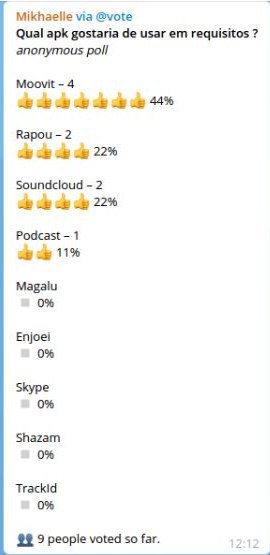 Mikhaelle via @vote
Qual apk gostaria de usar em requisitos ?
anonymous poll
Moovit – 4
👍👍👍👍👍👍👍 44%
Rapou – 2
👍👍👍👍 22%
Soundcloud – 2
👍👍👍👍 22%
Podcast – 1
👍👍 11%
Magalu
0%
Enjoei
0%
Skype
0%
Shazam
0%
TrackId
0%
👥 9 people voted so far.
12:12